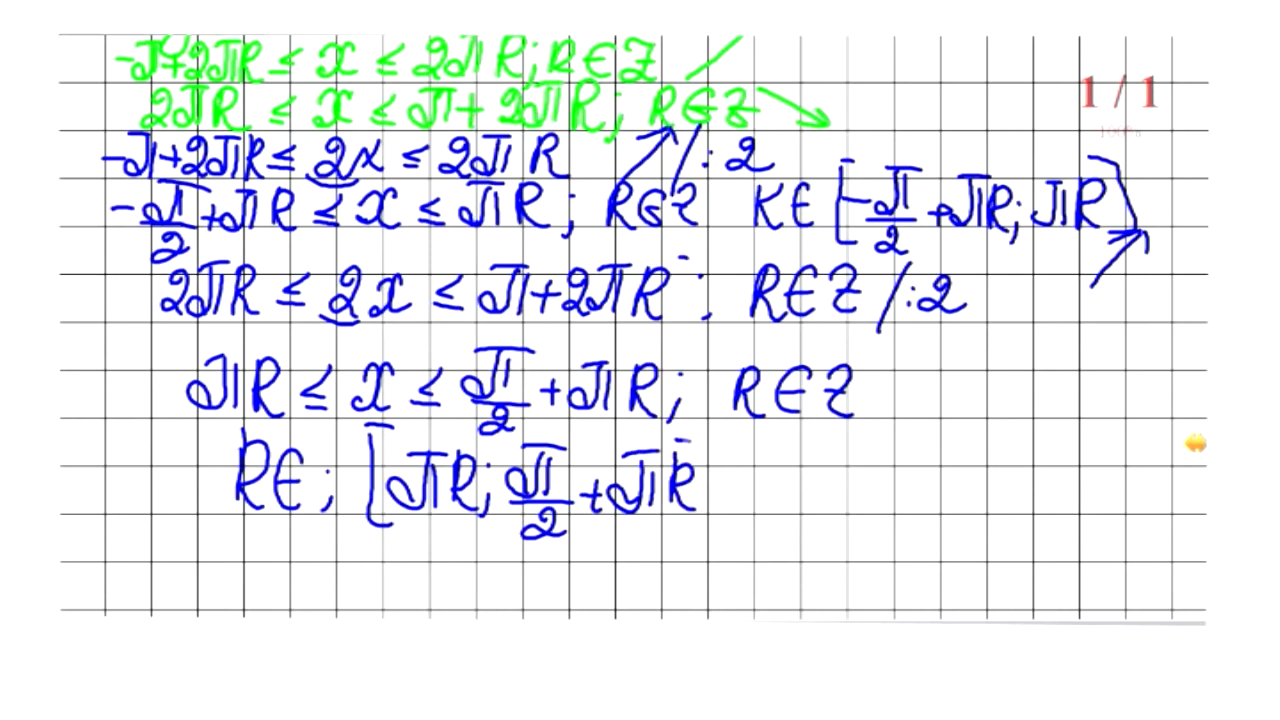 -π+2πk ≤ x ≤ 2πk; k∈Z /
2πk ≤ x ≤ π+2πk; k∈Z ↘
1 / 1
-π+2πk ≤ 2x ≤ 2πk ↗ /:2
-π/2+πk ≤ x ≤ πk; k∈Z K∈ [-π/2+πk; πk] ↗
2πk ≤ 2x ≤ π+2πk; k∈Z /:2
πk ≤ x ≤ π/2+πk; k∈Z
k∈; [πk; π/2+πk